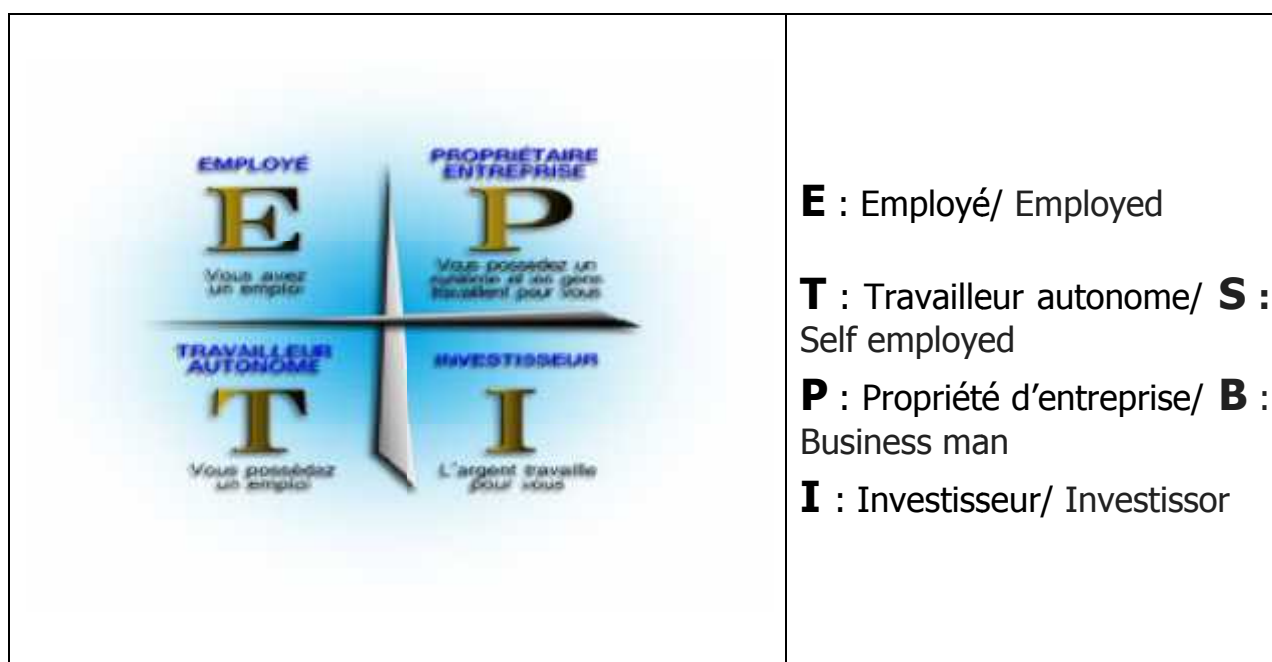 EMPLOYÉ
E
Vous avez
un emploi
PROPRIÉTAIRE
ENTREPRISE
P
Vous possédez un
système et les gens
travaillent pour vous
TRAVAILLEUR
AUTONOME
T
Vous possédez
un emploi
INVESTISSEUR
I
L'argent travaille
pour vous
E : Employé/ Employed
T : Travailleur autonome/ S :
Self employed
P : Propriété d’entreprise/ B :
Business man
I : Investisseur/ Investissor